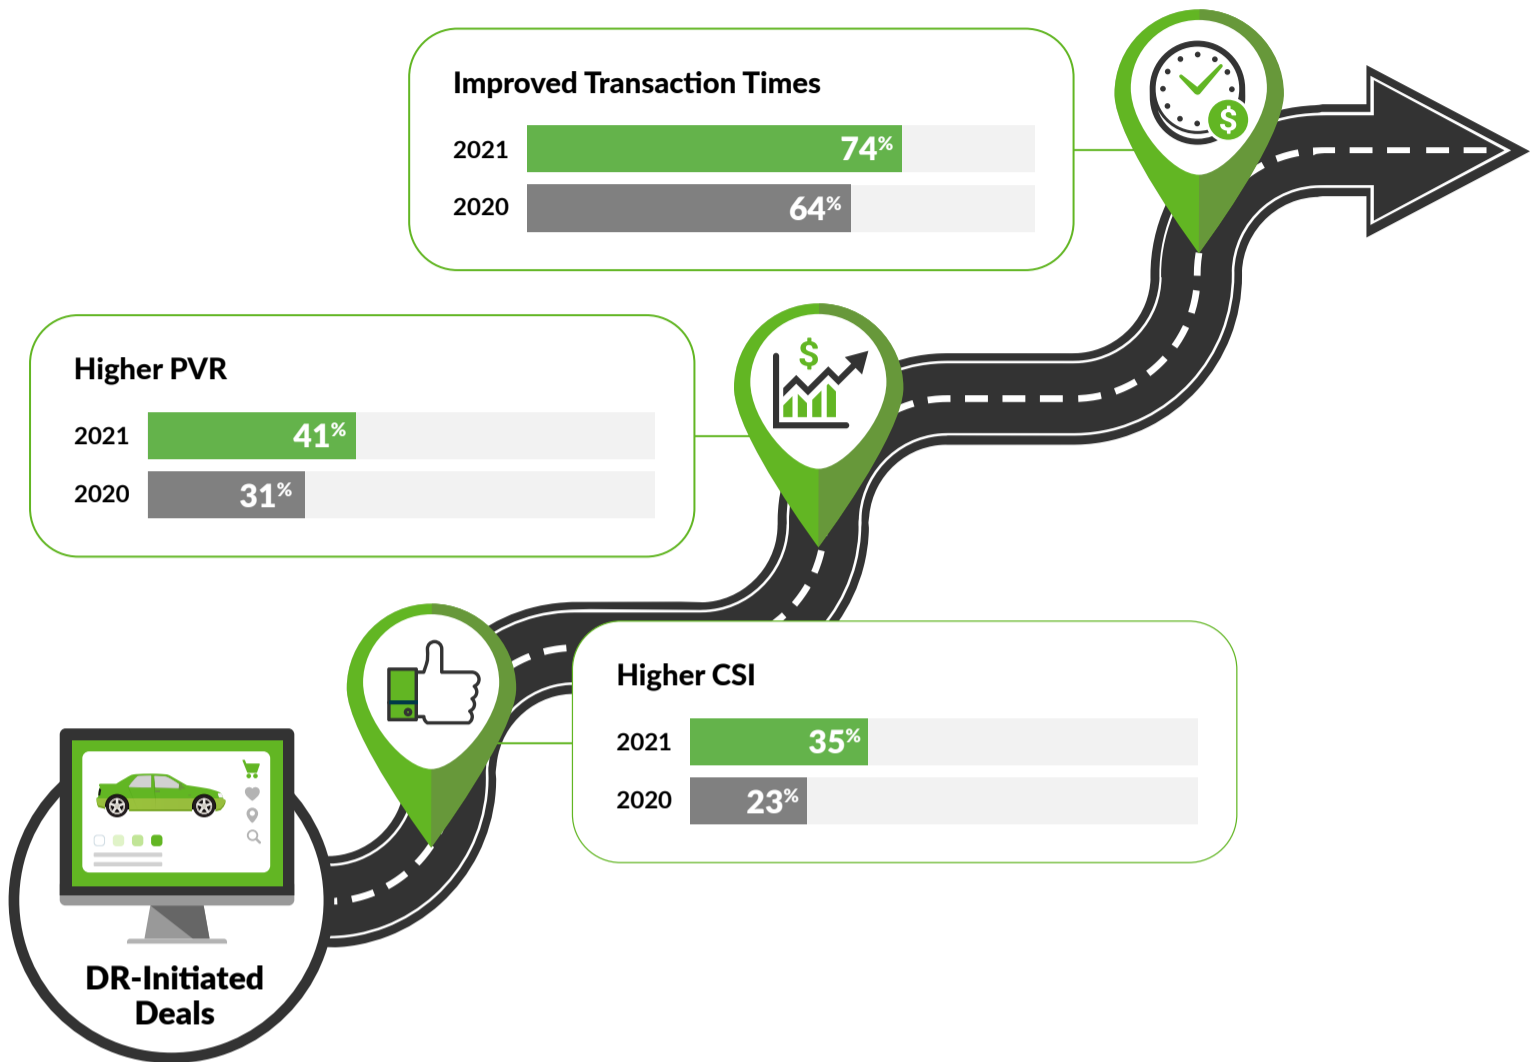 Improved Transaction Times
2021 74%
2020 64%
$
Higher PVR
2021 41%
2020 31%
$
Higher CSI
2021 35%
2020 23%
DR-Initiated
Deals